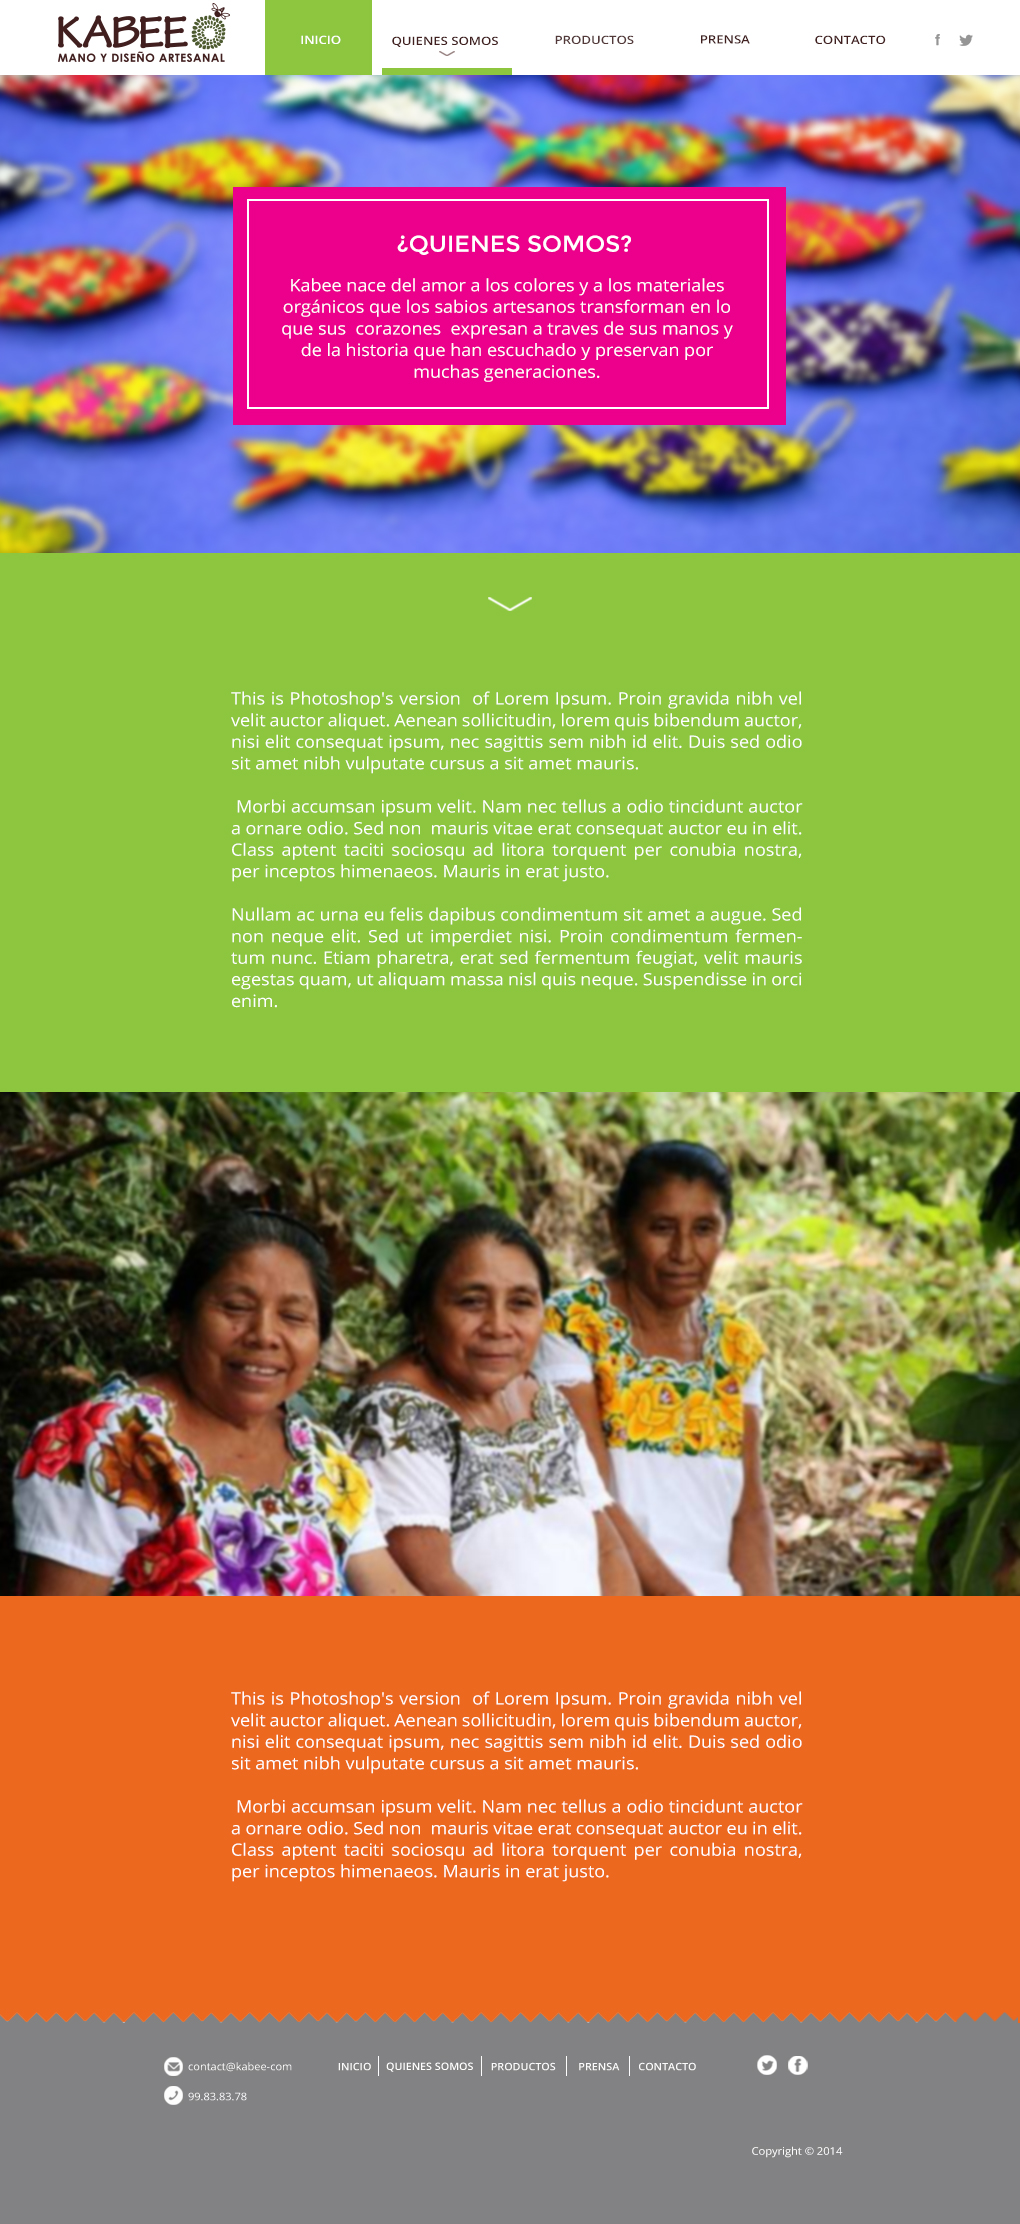 KABEE
MANO Y DISEÑO ARTESANAL
INICIO
QUIENES SOMOS
PRODUCTOS
PRENSA
CONTACTO
¿QUIENES SOMOS?
Kabee nace del amor a los colores y a los materiales
orgánicos que los sabios artesanos transforman en lo
que sus corazones expresan a traves de sus manos y
de la historia que han escuchado y preservan por
muchas generaciones.
This is Photoshop's version of Lorem Ipsum. Proin gravida nibh vel
velit auctor aliquet. Aenean sollicitudin, lorem quis bibendum auctor,
nisi elit consequat ipsum, nec sagittis sem nibh id elit. Duis sed odio
sit amet nibh vulputate cursus a sit amet mauris.
Morbi accumsan ipsum velit. Nam nec tellus a odio tincidunt auctor
a ornare odio. Sed non mauris vitae erat consequat auctor eu in elit.
Class aptent taciti sociosqu ad litora torquent per conubia nostra,
per inceptos himenaeos. Mauris in erat justo.
Nullam ac urna eu felis dapibus condimentum sit amet a augue. Sed
non neque elit. Sed ut imperdiet nisi. Proin condimentum fermen-
tum nunc. Etiam pharetra, erat sed fermentum feugiat, velit mauris
egestas quam, ut aliquam massa nisl quis neque. Suspendisse in orci
enim.
This is Photoshop's version of Lorem Ipsum. Proin gravida nibh vel
velit auctor aliquet. Aenean sollicitudin, lorem quis bibendum auctor,
nisi elit consequat ipsum, nec sagittis sem nibh id elit. Duis sed odio
sit amet nibh vulputate cursus a sit amet mauris.
Morbi accumsan ipsum velit. Nam nec tellus a odio tincidunt auctor
a ornare odio. Sed non mauris vitae erat consequat auctor eu in elit.
Class aptent taciti sociosqu ad litora torquent per conubia nostra,
per inceptos himenaeos. Mauris in erat justo.
contact@kabee-com
99.83.83.78
INICIO
QUIENES SOMOS
PRODUCTOS
PRENSA
CONTACTO
Copyright © 2014